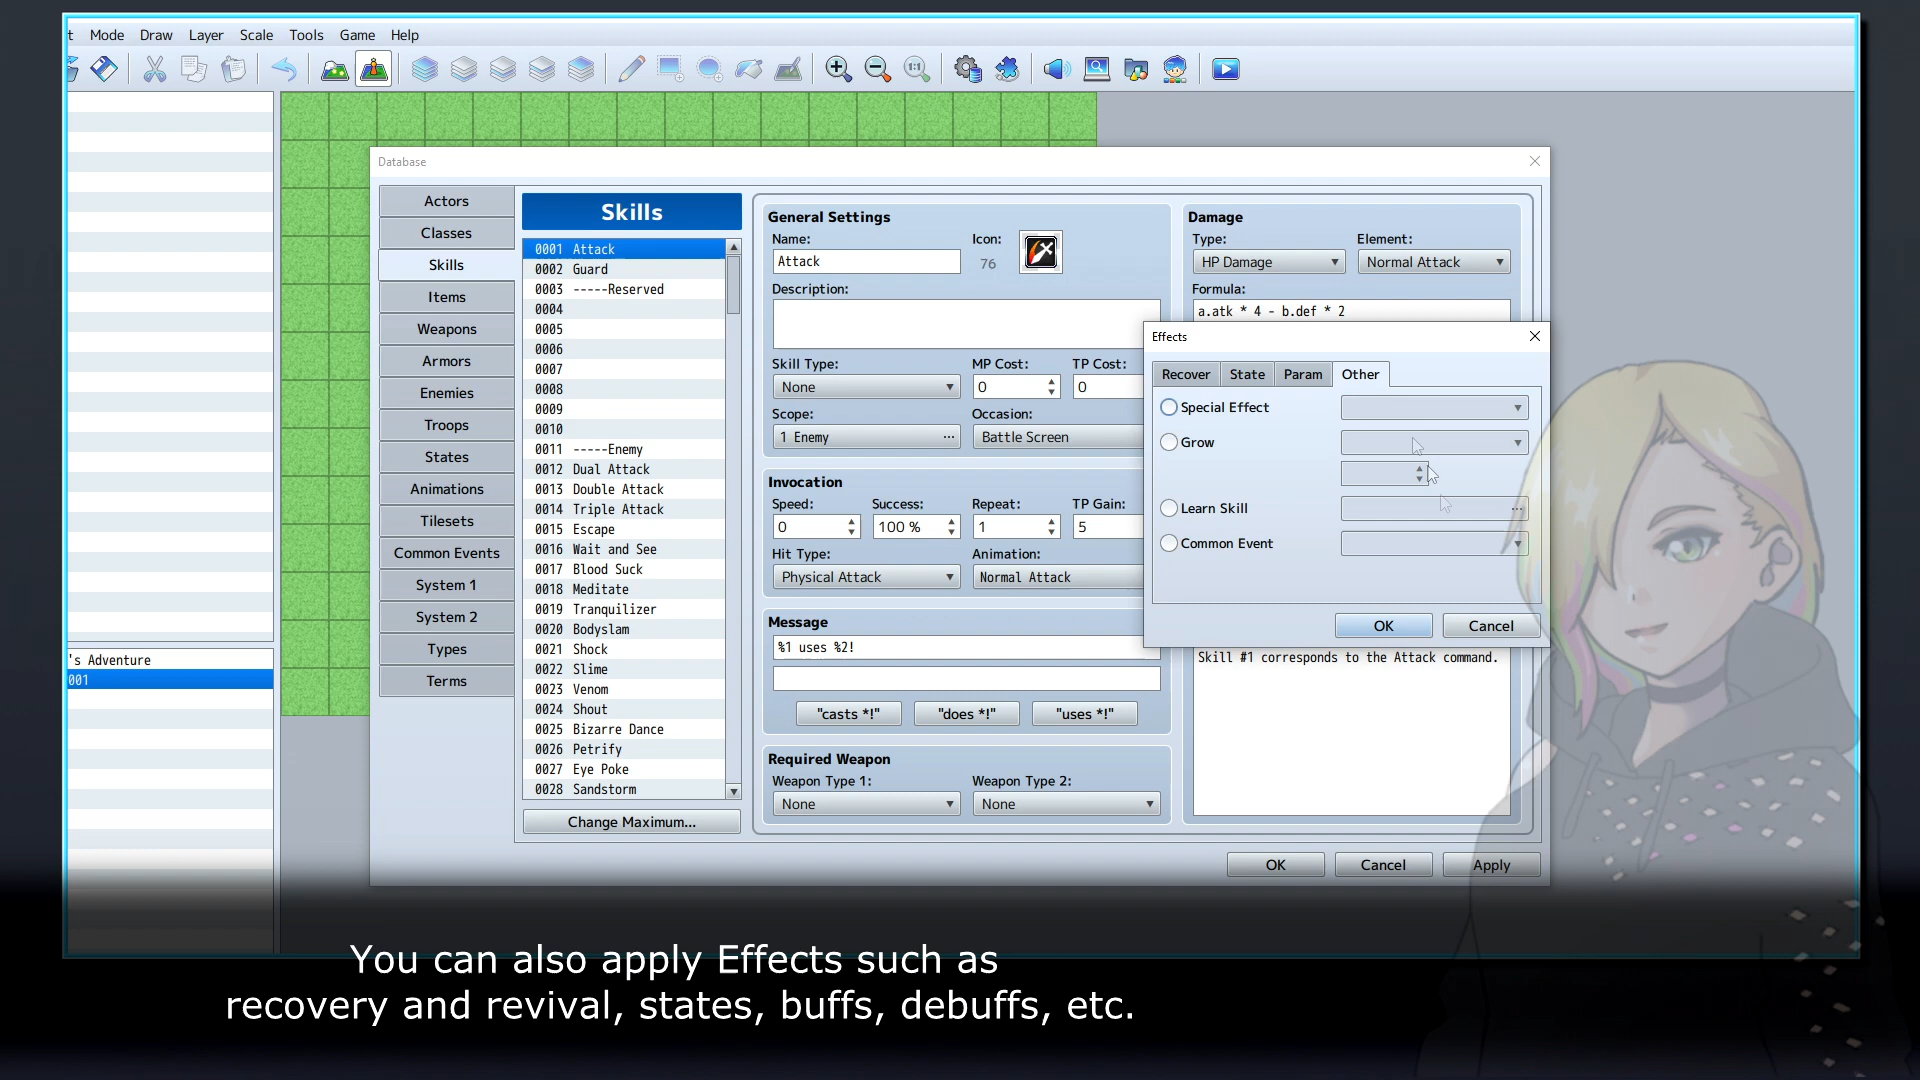 t Mode Draw Layer Scale Tools Game Help
1:1
Database
Actors
Classes
Skills
Items
Weapons
Armors
Enemies
Troops
States
Animations
Tilesets
Common Events
System 1
System 2
Types
Terms
Skills
0001 Attack
0002 Guard
0003 -----Reserved
0004
0005
0006
0007
0008
0009
0010
0011 -----Enemy
0012 Dual Attack
0013 Double Attack
0014 Triple Attack
0015 Escape
0016 Wait and See
0017 Blood Suck
0018 Meditate
0019 Tranquilizer
0020 Bodyslam
0021 Shock
0022 Slime
0023 Venom
0024 Shout
0025 Bizarre Dance
0026 Petrify
0027 Eye Poke
0028 Sandstorm
Change Maximum...
General Settings
Name: Icon:
Attack 76
Description:
Skill Type: MP Cost: TP Cost:
None 0 0
Scope: Occasion:
1 Enemy ... Battle Screen
Invocation
Speed: Success: Repeat: TP Gain:
0 100 % 1 5
Hit Type: Animation:
Physical Attack Normal Attack
Message
%1 uses %2!
"casts *!" "does *!" "uses *!"
Required Weapon
Weapon Type 1: Weapon Type 2:
None None
Damage
Type: Element:
HP Damage Normal Attack
Formula:
a.atk * 4 - b.def * 2
Effects
Recover State Param Other
Special Effect
Grow
Learn Skill ...
Common Event
OK Cancel
Skill #1 corresponds to the Attack command.
OK Cancel Apply
's Adventure
001
You can also apply Effects such as
recovery and revival, states, buffs, debuffs, etc.